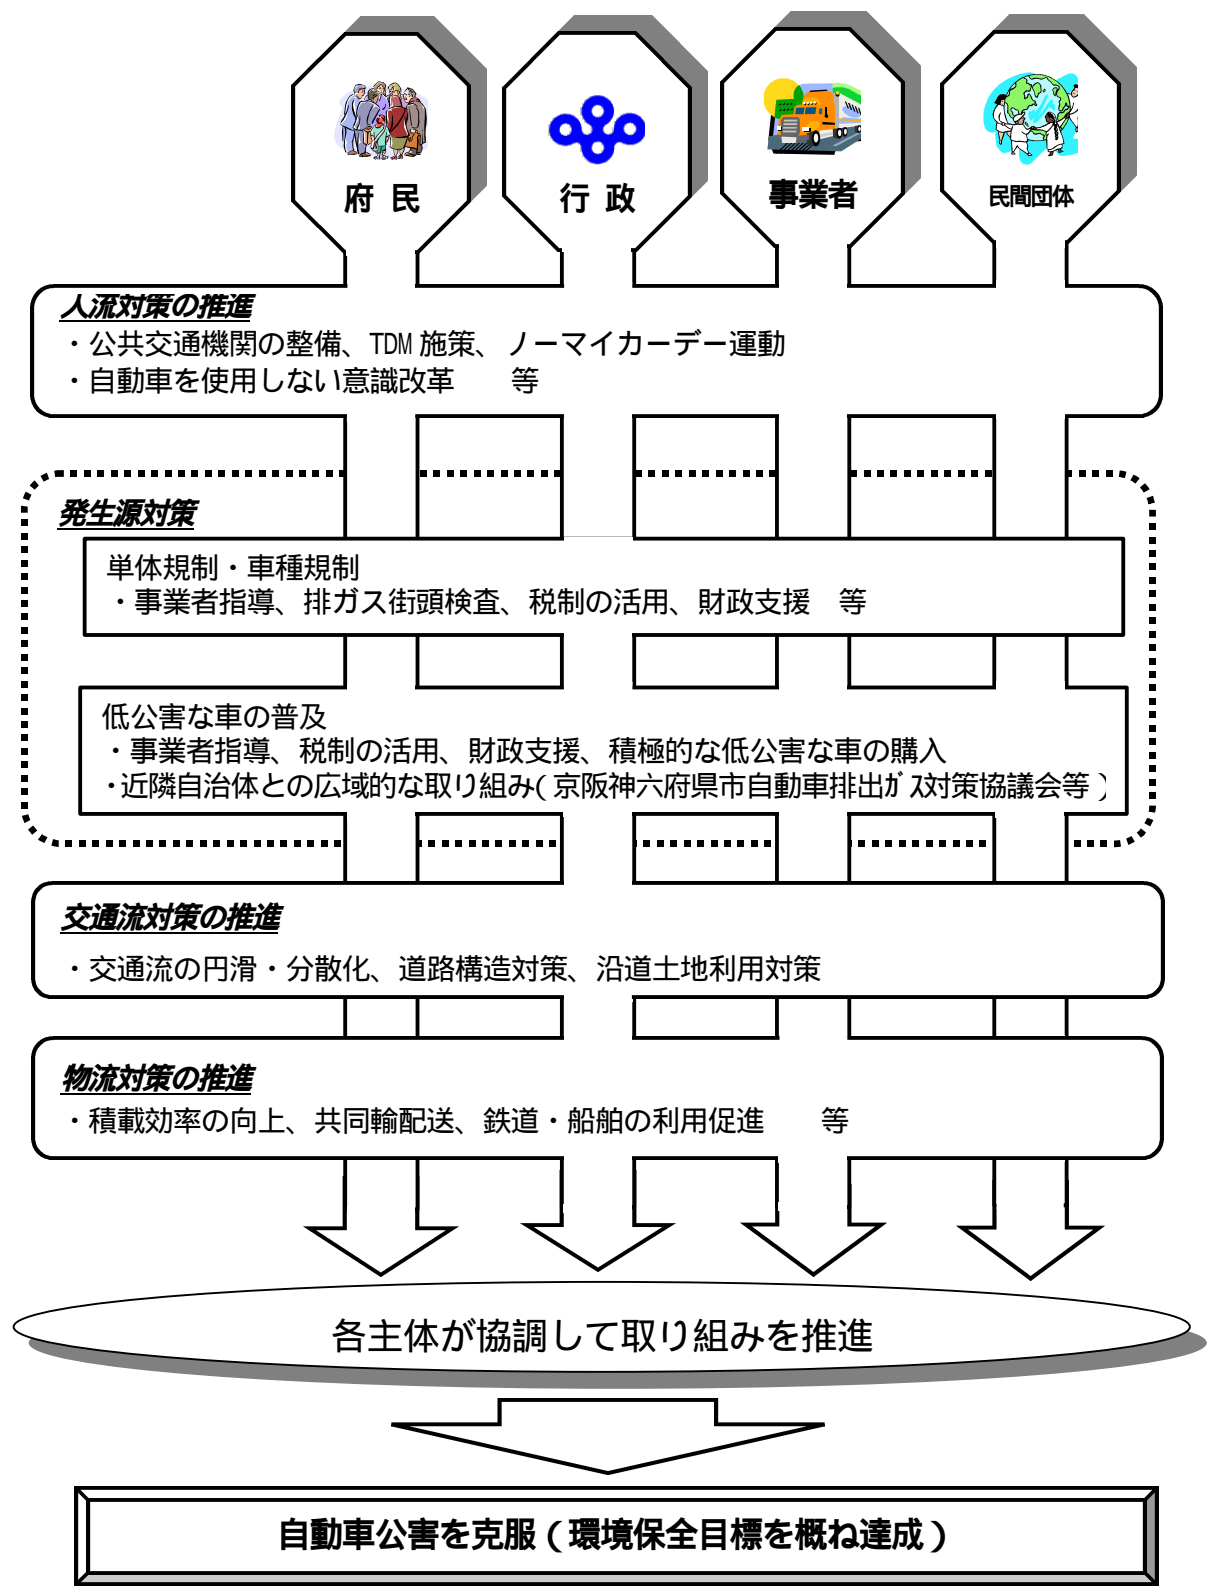 府 民
行 政
事業者
民間団体
人流対策の推進
・公共交通機関の整備、TDM 施策、ノーマイカーデー運動
・自動車を使用しない意識改革　　等
発生源対策
単体規制・車種規制
・事業者指導、排ガス街頭検査、税制の活用、財政支援　等
低公害な車の普及
・事業者指導、税制の活用、財政支援、積極的な低公害な車の購入
・近隣自治体との広域的な取り組み(京阪神六府県市自動車排出ｶﾞｽ対策協議会等)
交通流対策の推進
・交通流の円滑・分散化、道路構造対策、沿道土地利用対策
物流対策の推進
・積載効率の向上、共同輸配送、鉄道・船舶の利用促進　　等
各主体が協調して取り組みを推進
自動車公害を克服(環境保全目標を概ね達成)